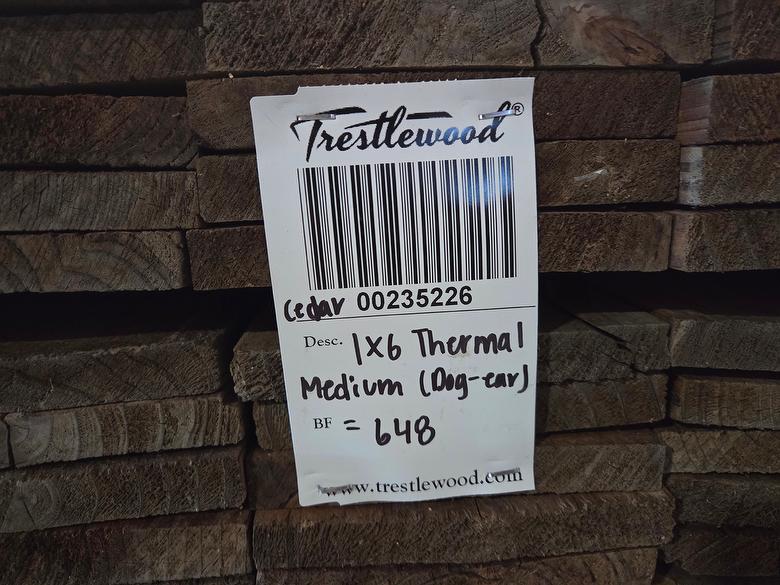 Trestlewood®
Cedar 00235226
Desc. 1X6 Thermal
Medium (Dog-ear)
BF = 648
www.trestlewood.com